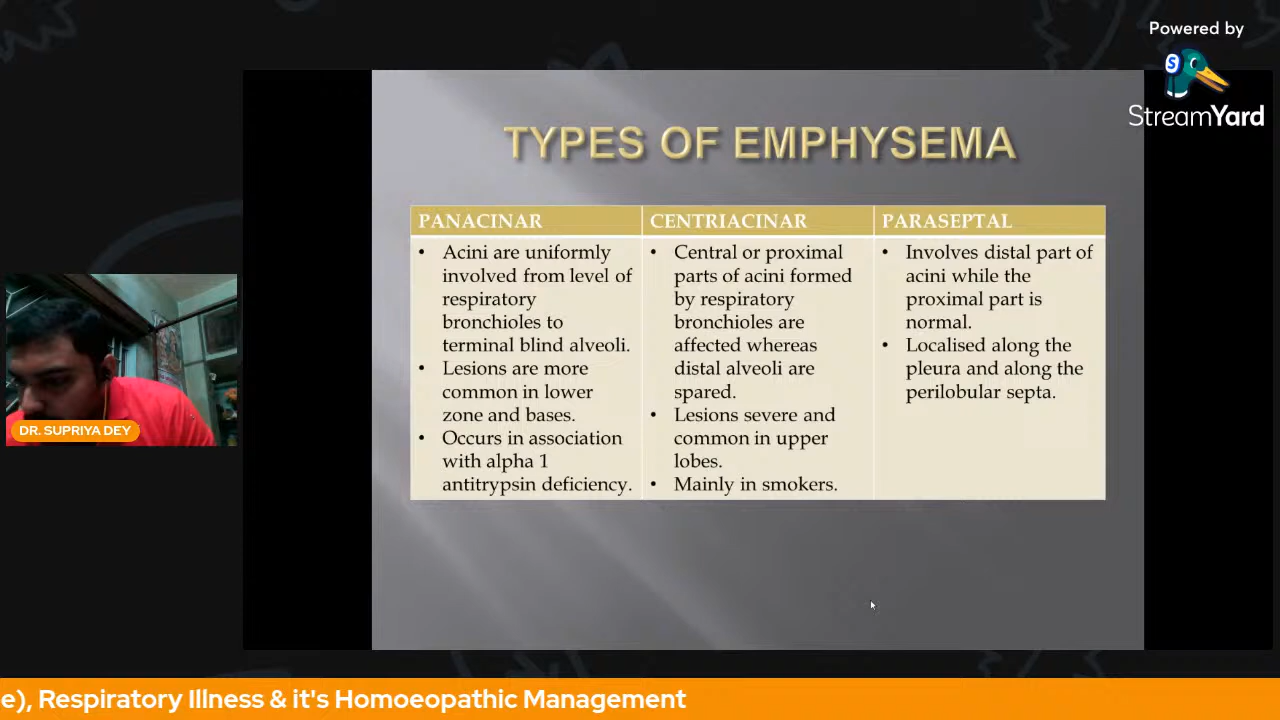 Powered by
StreamYard
TYPES OF EMPHYSEMA
PANACINAR
• Acini are uniformly
involved from level of
respiratory
bronchioles to
terminal blind alveoli.
• Lesions are more
common in lower
zone and bases.
• Occurs in association
with alpha 1
antitrypsin deficiency.
CENTRIACINAR
• Central or proximal
parts of acini formed
by respiratory
bronchioles are
affected whereas
distal alveoli are
spared.
• Lesions severe and
common in upper
lobes.
• Mainly in smokers.
PARASEPTAL
• Involves distal part of
acini while the
proximal part is
normal.
• Localised along the
pleura and along the
perilobular septa.
DR. SUPRIYA DEY
e), Respiratory Illness & it's Homoeopathic Management